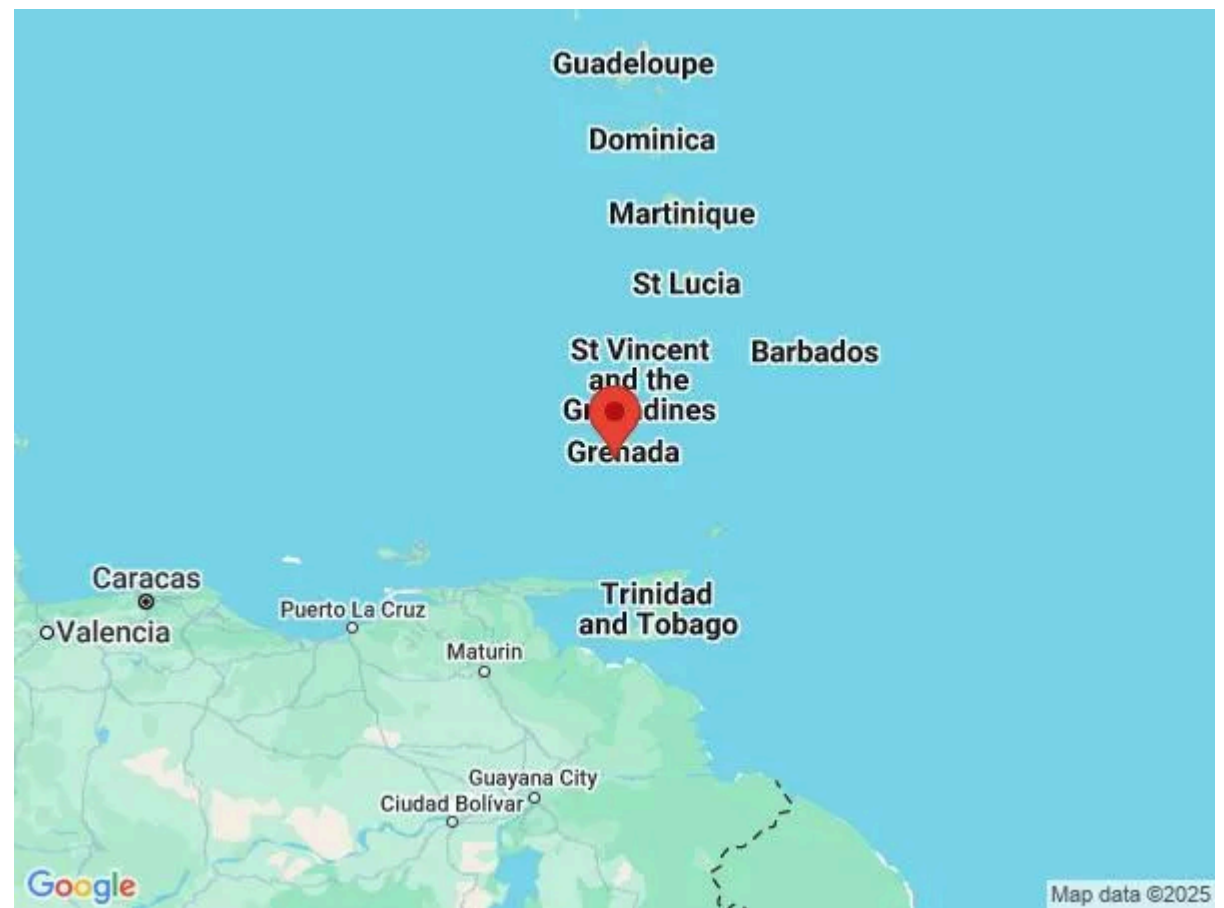 Guadeloupe
Dominica
Martinique
St Lucia
St Vincent
and the
Grenadines
Barbados
Grenada
Caracas
Valencia
Puerto La Cruz
Trinidad
and Tobago
Maturin
Guayana City
Ciudad Bolívar
Google
Map data ©2025